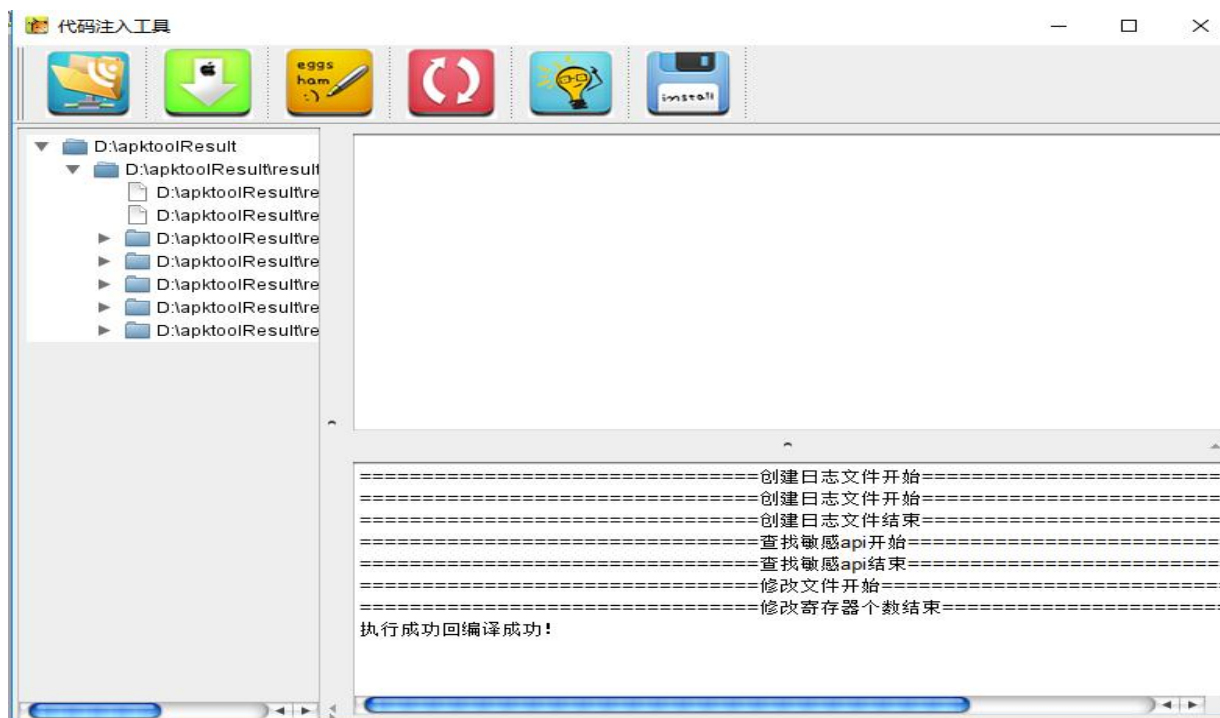 代码注入工具
eggs
ham
:)
install
D:\apktoolResult
D:\apktoolResult\result
D:\apktoolResult\re
D:\apktoolResult\re
D:\apktoolResult\re
D:\apktoolResult\re
D:\apktoolResult\re
D:\apktoolResult\re
D:\apktoolResult\re
================================创建日志文件开始========================
================================创建日志文件开始========================
================================创建日志文件结束========================
================================查找敏感api开始=========================
================================查找敏感api结束=========================
================================修改文件开始===========================
================================修改寄存器个数结束======================
执行成功回编译成功!